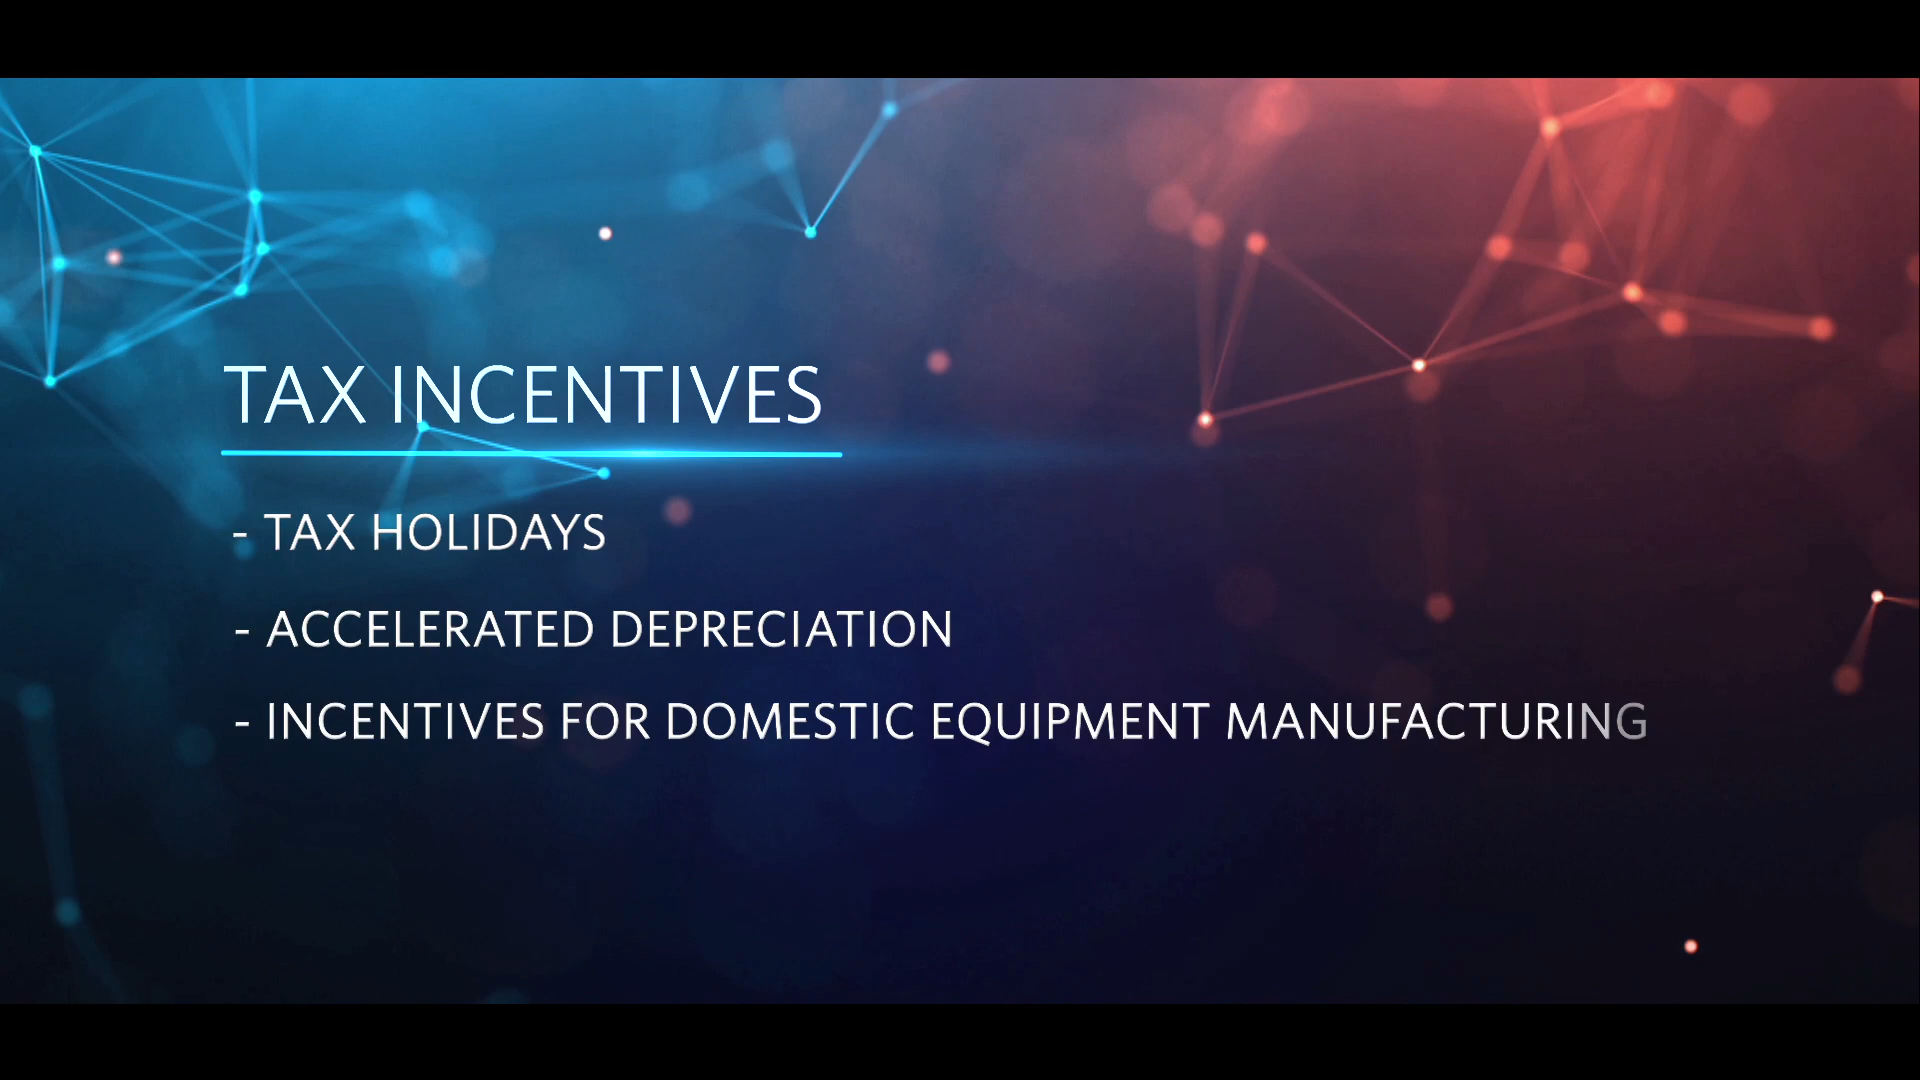 TAX INCENTIVES
- TAX HOLIDAYS
- ACCELERATED DEPRECIATION
- INCENTIVES FOR DOMESTIC EQUIPMENT MANUFACTURING